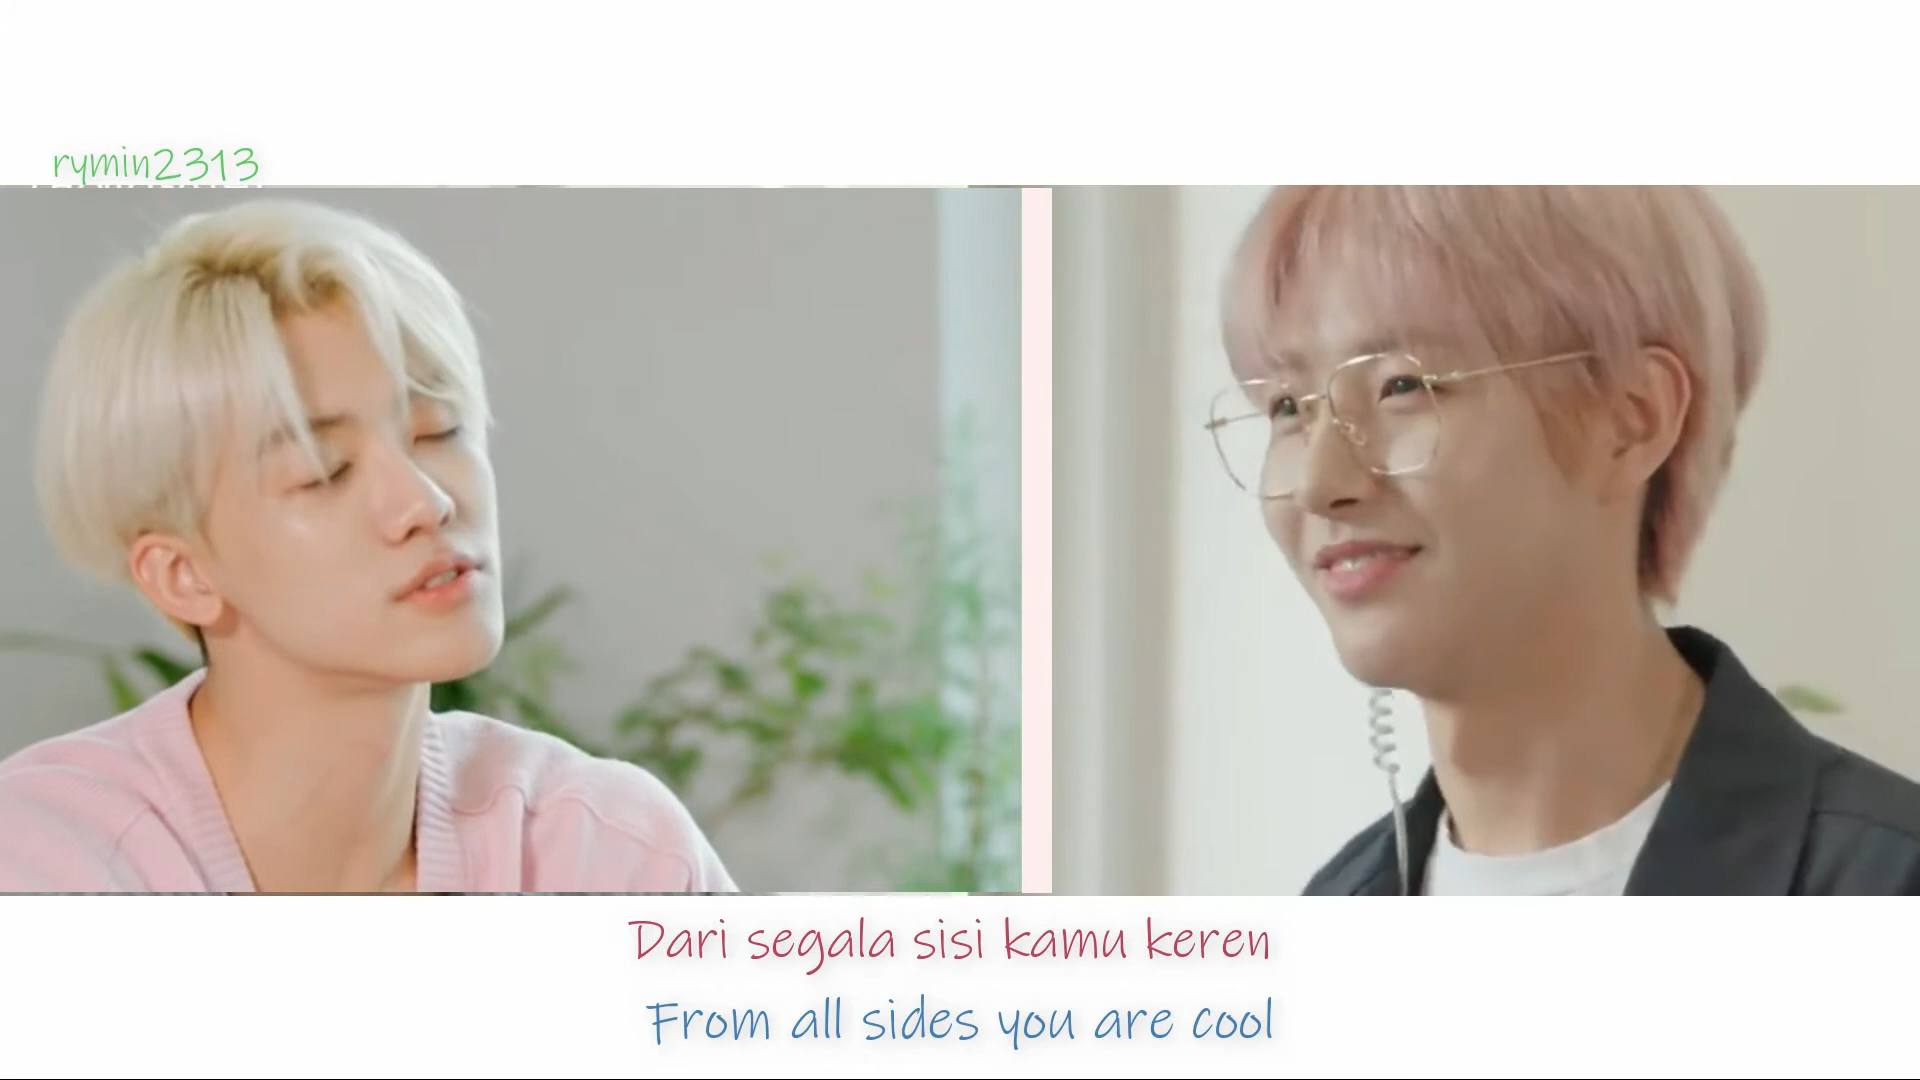 rymin2313
Dari segala sisi kamu keren
From all sides you are cool